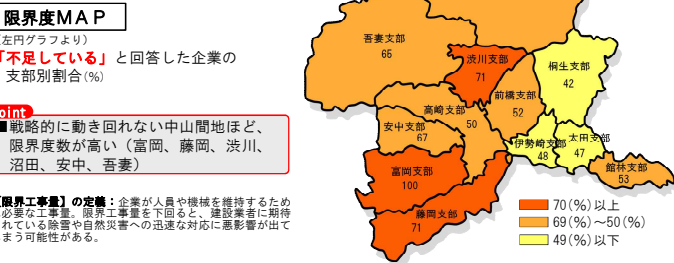 限界度MAP
左円グラフより)
「不足している」と回答した企業の
支部別割合(%)
oint
■戦略的に動き回れない中山間地ほど、
限界度数が高い（富岡、藤岡、渋川、
沼田、安中、吾妻）
限界工事量】の定義：企業が人員や機械を維持するため
必要な工事量。限界工事量を下回ると、建設業者に期待
れている除雪や自然災害への迅速な対応に悪影響が出て
まう可能性がある。
吾妻支部
66
渋川支部
71
桐生支部
42
前橋支部
52
高崎支部
50
安中支部
67
伊勢崎支部
48
太田支部
47
館林支部
53
富岡支部
100
藤岡支部
71
70(%)以上
69(%)～50(%)
49(%)以下